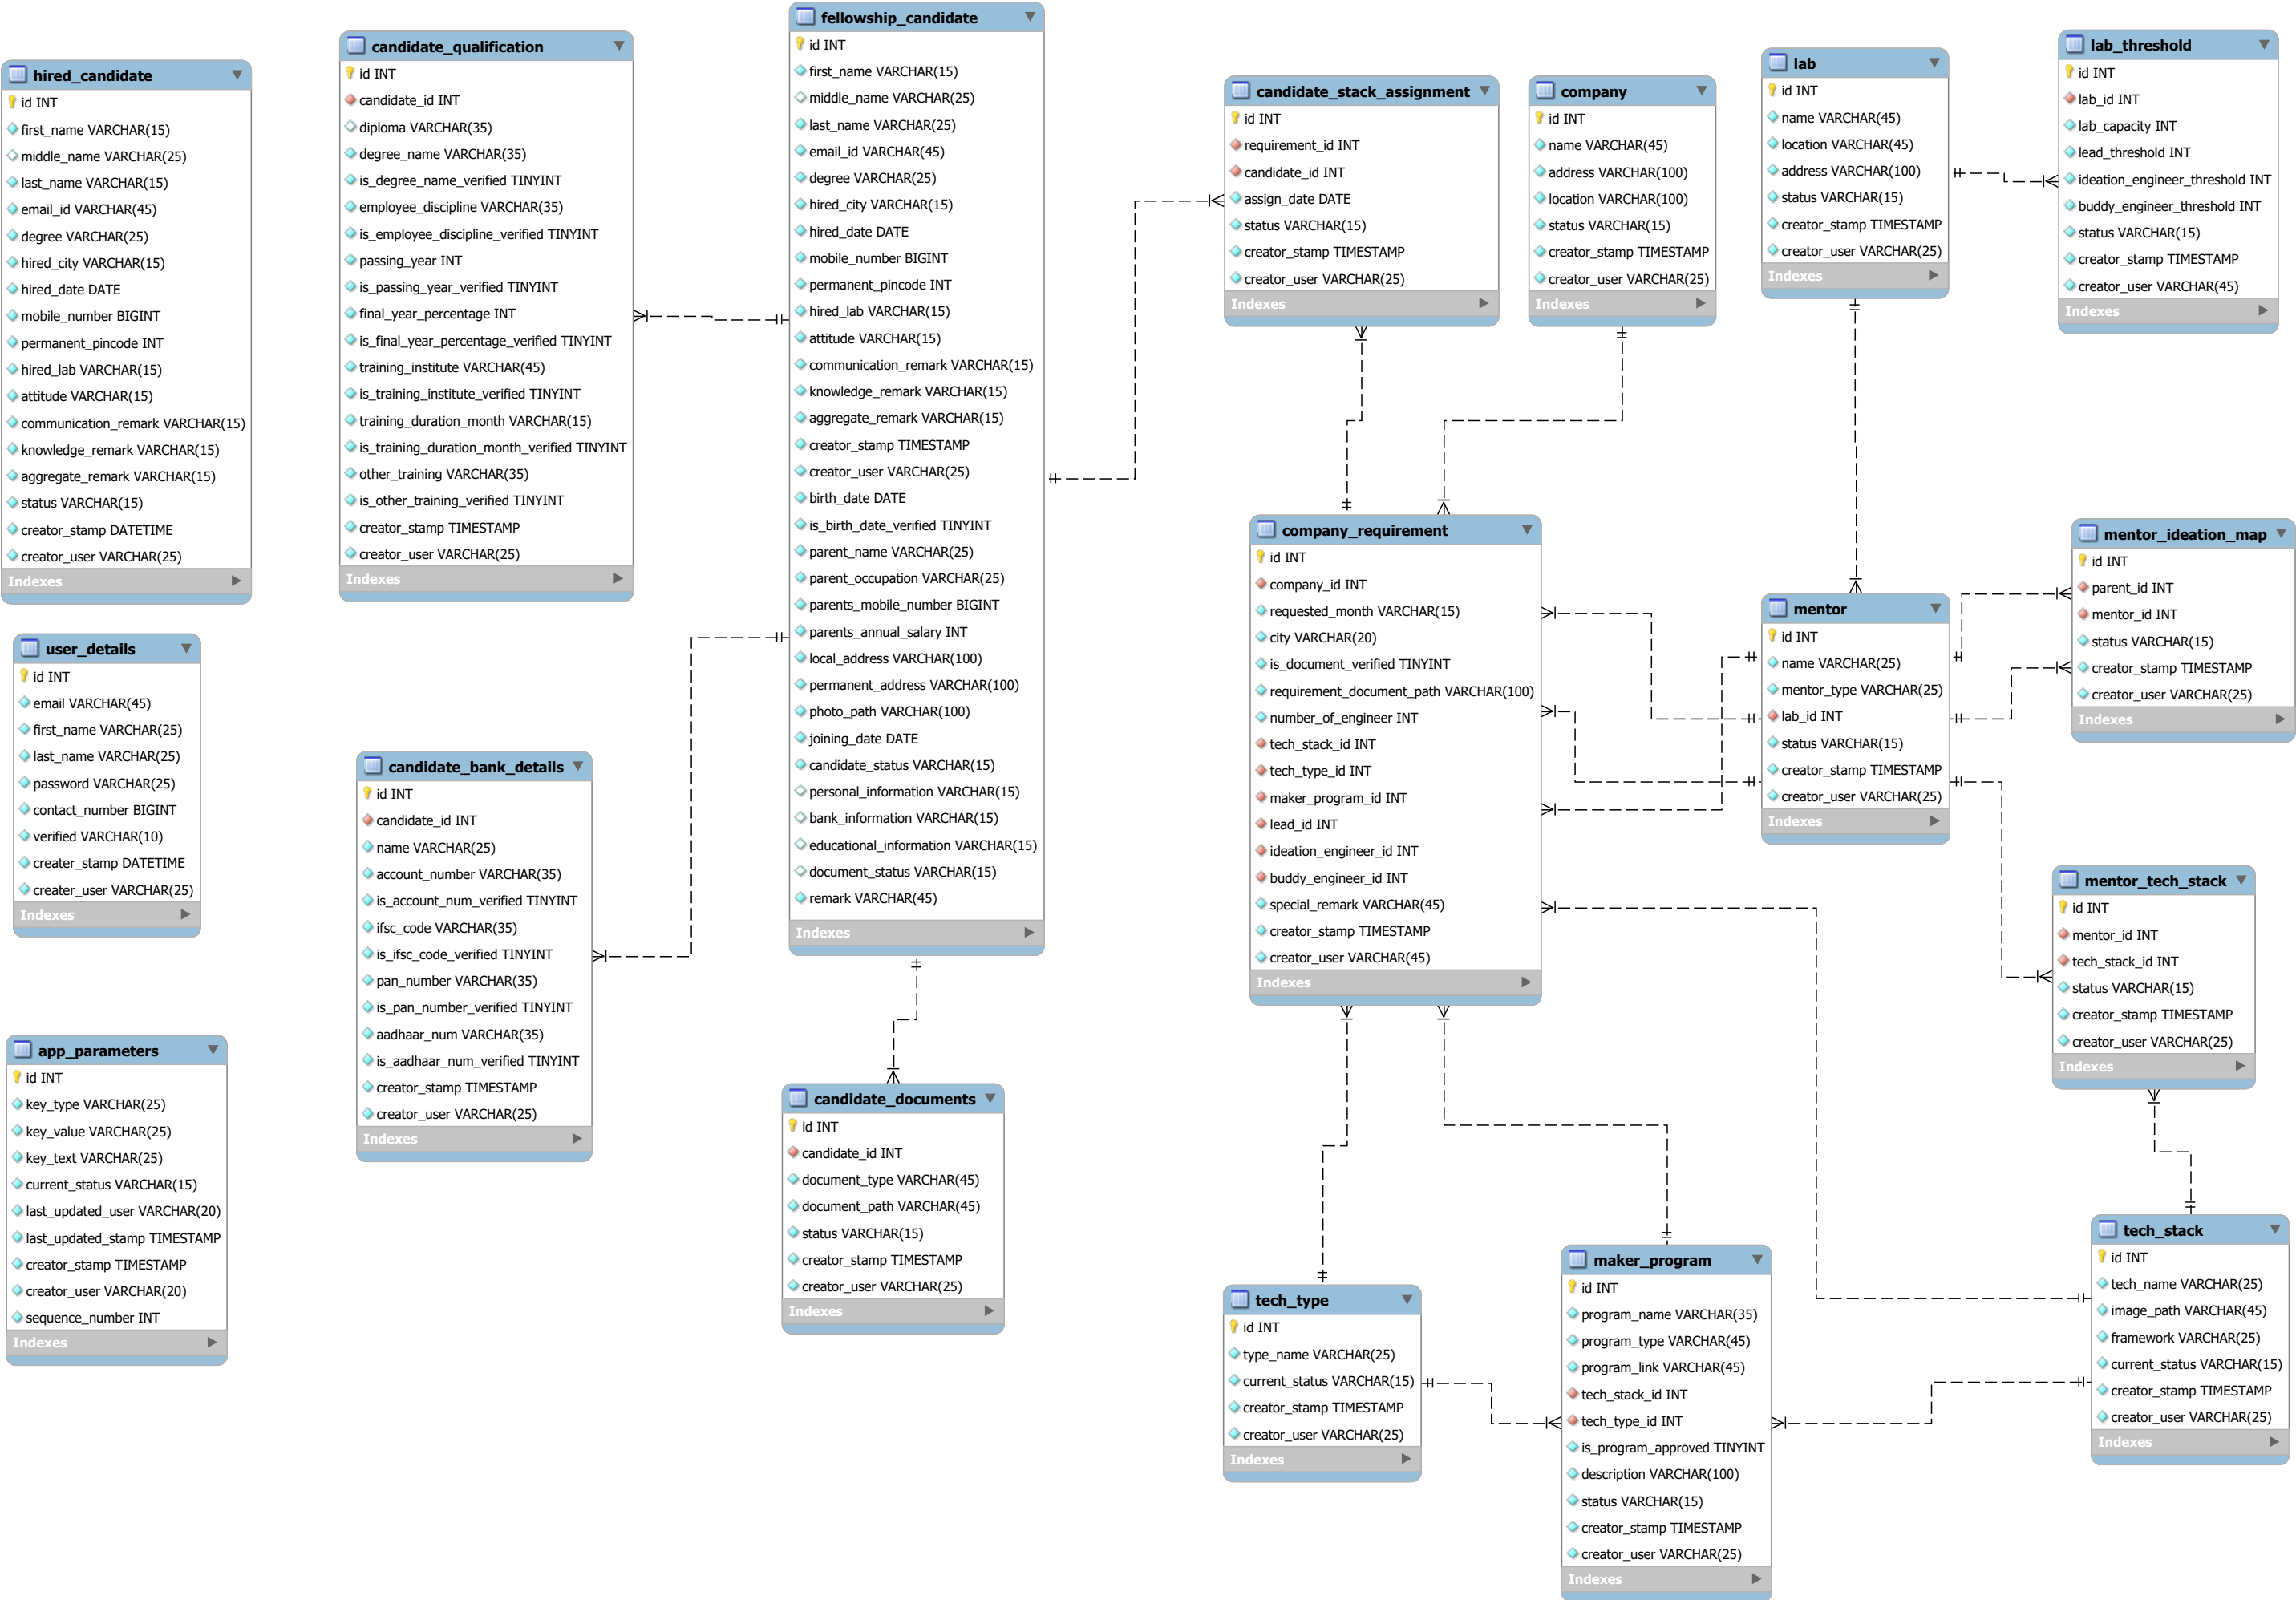 hired_candidate
id INT
first_name VARCHAR(15)
middle_name VARCHAR(25)
last_name VARCHAR(15)
email_id VARCHAR(45)
degree VARCHAR(25)
hired_city VARCHAR(15)
hired_date DATE
mobile_number BIGINT
permanent_pincode INT
hired_lab VARCHAR(15)
attitude VARCHAR(15)
communication_remark VARCHAR(15)
knowledge_remark VARCHAR(15)
aggregate_remark VARCHAR(15)
status VARCHAR(15)
creator_stamp DATETIME
creator_user VARCHAR(25)
Indexes
user_details
id INT
email VARCHAR(45)
first_name VARCHAR(25)
last_name VARCHAR(25)
password VARCHAR(25)
contact_number BIGINT
verified VARCHAR(10)
creater_stamp DATETIME
creater_user VARCHAR(25)
Indexes
app_parameters
id INT
key_type VARCHAR(25)
key_value VARCHAR(25)
key_text VARCHAR(25)
current_status VARCHAR(15)
last_updated_user VARCHAR(20)
last_updated_stamp TIMESTAMP
creator_stamp TIMESTAMP
creator_user VARCHAR(20)
sequence_number INT
Indexes
candidate_qualification
id INT
candidate_id INT
diploma VARCHAR(35)
degree_name VARCHAR(35)
is_degree_name_verified TINYINT
employee_discipline VARCHAR(35)
is_employee_discipline_verified TINYINT
passing_year INT
is_passing_year_verified TINYINT
final_year_percentage INT
is_final_year_percentage_verified TINYINT
training_institute VARCHAR(45)
is_training_institute_verified TINYINT
training_duration_month VARCHAR(15)
is_training_duration_month_verified TINYINT
other_training VARCHAR(35)
is_other_training_verified TINYINT
creator_stamp TIMESTAMP
creator_user VARCHAR(25)
Indexes
candidate_bank_details
id INT
candidate_id INT
name VARCHAR(25)
account_number VARCHAR(35)
is_account_num_verified TINYINT
ifsc_code VARCHAR(35)
is_ifsc_code_verified TINYINT
pan_number VARCHAR(35)
is_pan_number_verified TINYINT
aadhaar_num VARCHAR(35)
is_aadhaar_num_verified TINYINT
creator_stamp TIMESTAMP
creator_user VARCHAR(25)
Indexes
fellowship_candidate
id INT
first_name VARCHAR(15)
middle_name VARCHAR(25)
last_name VARCHAR(25)
email_id VARCHAR(45)
degree VARCHAR(25)
hired_city VARCHAR(15)
hired_date DATE
mobile_number BIGINT
permanent_pincode INT
hired_lab VARCHAR(15)
attitude VARCHAR(15)
communication_remark VARCHAR(15)
knowledge_remark VARCHAR(15)
aggregate_remark VARCHAR(15)
creator_stamp TIMESTAMP
creator_user VARCHAR(25)
birth_date DATE
is_birth_date_verified TINYINT
parent_name VARCHAR(25)
parent_occupation VARCHAR(25)
parents_mobile_number BIGINT
parents_annual_salary INT
local_address VARCHAR(100)
permanent_address VARCHAR(100)
photo_path VARCHAR(100)
joining_date DATE
candidate_status VARCHAR(15)
personal_information VARCHAR(15)
bank_information VARCHAR(15)
educational_information VARCHAR(15)
document_status VARCHAR(15)
remark VARCHAR(45)
Indexes
candidate_documents
id INT
candidate_id INT
document_type VARCHAR(45)
document_path VARCHAR(45)
status VARCHAR(15)
creator_stamp TIMESTAMP
creator_user VARCHAR(25)
Indexes
candidate_stack_assignment
id INT
requirement_id INT
candidate_id INT
assign_date DATE
status VARCHAR(15)
creator_stamp TIMESTAMP
creator_user VARCHAR(25)
Indexes
company
id INT
name VARCHAR(45)
address VARCHAR(100)
location VARCHAR(100)
status VARCHAR(15)
creator_stamp TIMESTAMP
creator_user VARCHAR(25)
Indexes
lab
id INT
name VARCHAR(45)
location VARCHAR(45)
address VARCHAR(100)
status VARCHAR(15)
creator_stamp TIMESTAMP
creator_user VARCHAR(25)
Indexes
lab_threshold
id INT
lab_id INT
lab_capacity INT
lead_threshold INT
ideation_engineer_threshold INT
buddy_engineer_threshold INT
status VARCHAR(15)
creator_stamp TIMESTAMP
creator_user VARCHAR(45)
Indexes
company_requirement
id INT
company_id INT
requested_month VARCHAR(15)
city VARCHAR(20)
is_document_verified TINYINT
requirement_document_path VARCHAR(100)
number_of_engineer INT
tech_stack_id INT
tech_type_id INT
maker_program_id INT
lead_id INT
ideation_engineer_id INT
buddy_engineer_id INT
special_remark VARCHAR(45)
creator_stamp TIMESTAMP
creator_user VARCHAR(45)
Indexes
mentor
id INT
name VARCHAR(25)
mentor_type VARCHAR(25)
lab_id INT
status VARCHAR(15)
creator_stamp TIMESTAMP
creator_user VARCHAR(25)
Indexes
mentor_ideation_map
id INT
parent_id INT
mentor_id INT
status VARCHAR(15)
creator_stamp TIMESTAMP
creator_user VARCHAR(25)
Indexes
mentor_tech_stack
id INT
mentor_id INT
tech_stack_id INT
status VARCHAR(15)
creator_stamp TIMESTAMP
creator_user VARCHAR(25)
Indexes
tech_type
id INT
type_name VARCHAR(25)
current_status VARCHAR(15)
creator_stamp TIMESTAMP
creator_user VARCHAR(25)
Indexes
maker_program
id INT
program_name VARCHAR(35)
program_type VARCHAR(45)
program_link VARCHAR(45)
tech_stack_id INT
tech_type_id INT
is_program_approved TINYINT
description VARCHAR(100)
status VARCHAR(15)
creator_stamp TIMESTAMP
creator_user VARCHAR(25)
Indexes
tech_stack
id INT
tech_name VARCHAR(25)
image_path VARCHAR(45)
framework VARCHAR(25)
current_status VARCHAR(15)
creator_stamp TIMESTAMP
creator_user VARCHAR(25)
Indexes